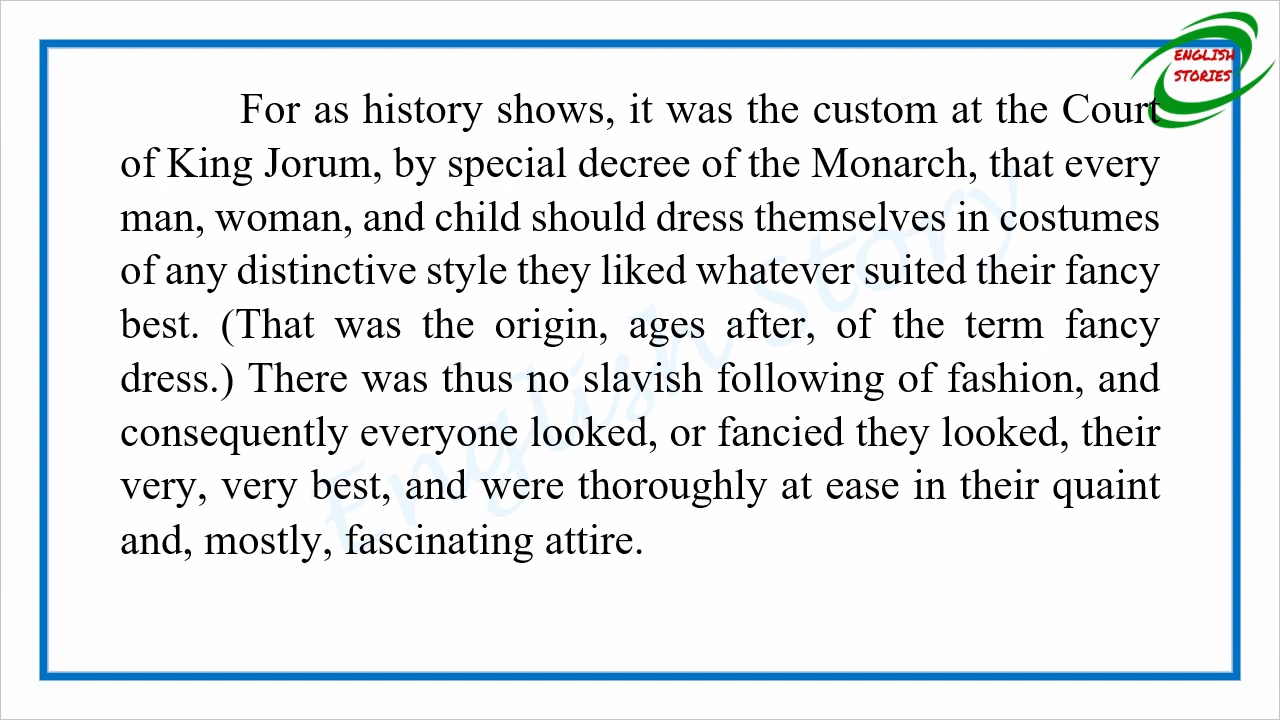 ENGLISH
STORIES
For as history shows, it was the custom at the Court
of King Jorum, by special decree of the Monarch, that every
man, woman, and child should dress themselves in costumes
of any distinctive style they liked whatever suited their fancy
best. (That was the origin, ages after, of the term fancy
dress.) There was thus no slavish following of fashion, and
consequently everyone looked, or fancied they looked, their
very, very best, and were thoroughly at ease in their quaint
and, mostly, fascinating attire.
English Story